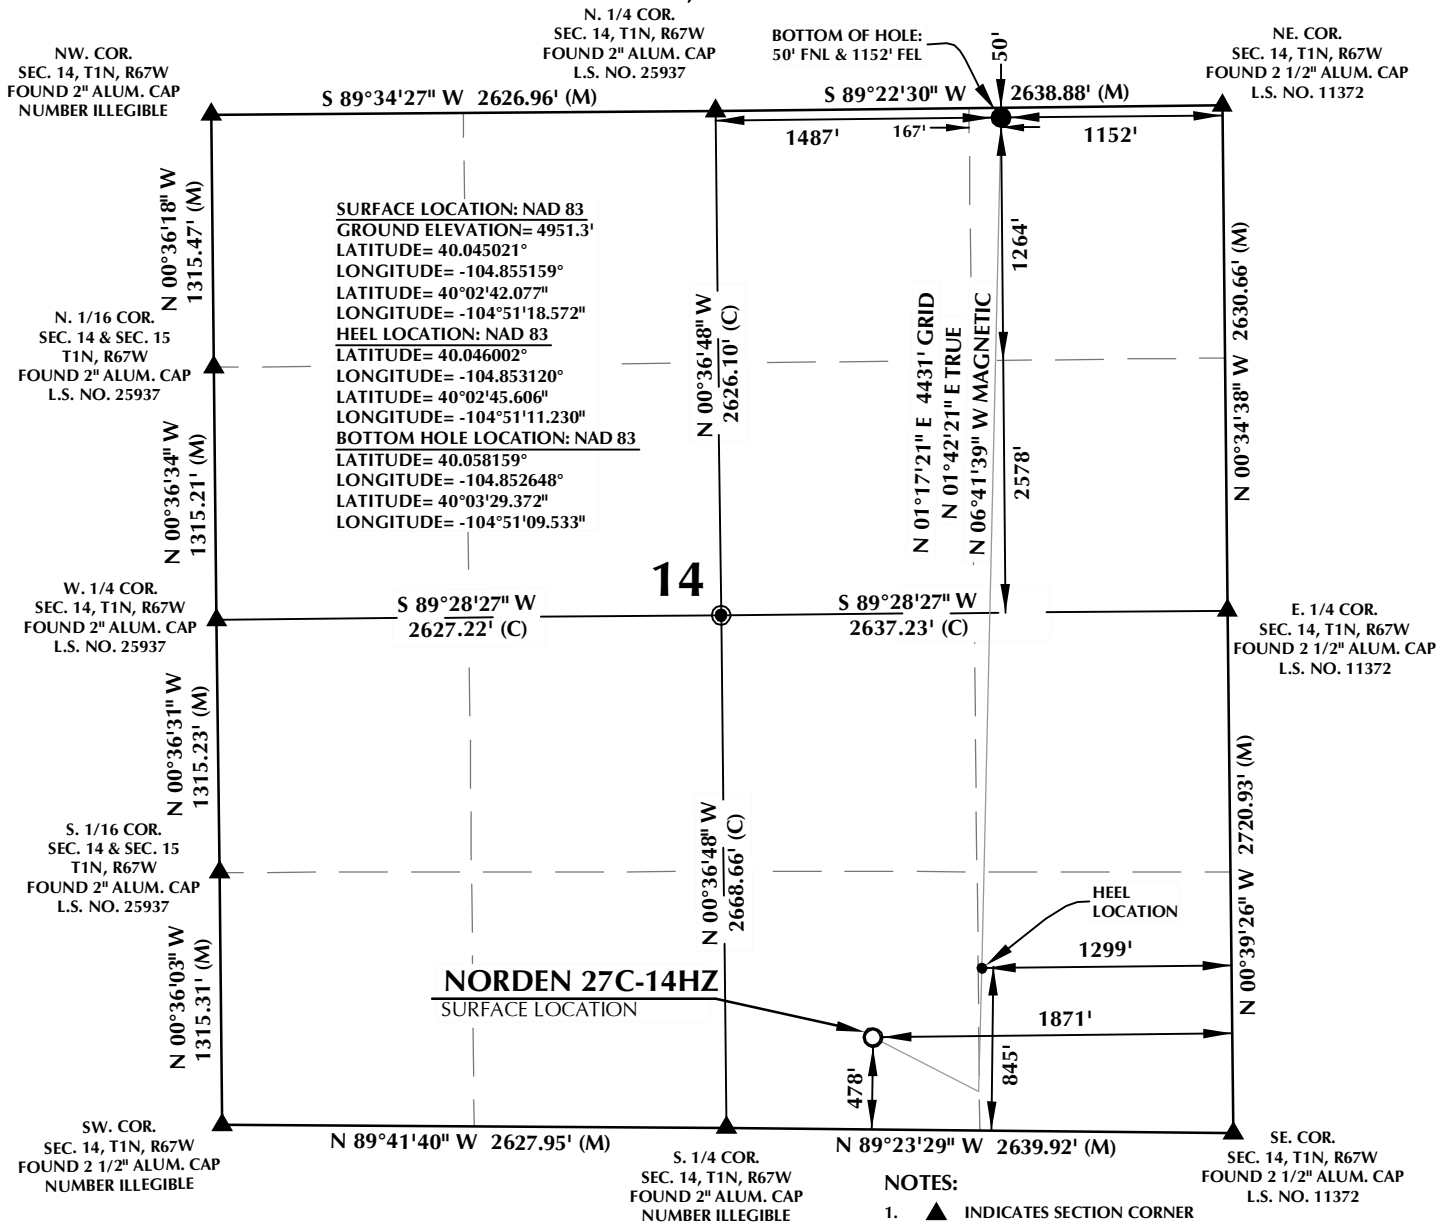 N. 1/4 COR.
SEC. 14, T1N, R67W
FOUND 2" ALUM. CAP
L.S. NO. 25937
BOTTOM OF HOLE:
50' FNL & 1152' FEL
50'
NE. COR.
SEC. 14, T1N, R67W
FOUND 2 1/2" ALUM. CAP
L.S. NO. 11372
NW. COR.
SEC. 14, T1N, R67W
FOUND 2" ALUM. CAP
NUMBER ILLEGIBLE
S 89°34'27" W 2626.96' (M)
S 89°22'30" W 2638.88' (M)
1487'
167'
1152'
N 00°36'18" W
1315.47' (M)
SURFACE LOCATION: NAD 83
GROUND ELEVATION= 4951.3'
LATITUDE= 40.045021°
LONGITUDE= -104.855159°
LATITUDE= 40°02'42.077"
LONGITUDE= -104°51'18.572"
HEEL LOCATION: NAD 83
LATITUDE= 40.046002°
LONGITUDE= -104.853120°
LATITUDE= 40°02'45.606"
LONGITUDE= -104°51'11.230"
BOTTOM HOLE LOCATION: NAD 83
LATITUDE= 40.058159°
LONGITUDE= -104.852648°
LATITUDE= 40°03'29.372"
LONGITUDE= -104°51'09.533"
1264'
N 00°36'48" W
2626.10' (C)
N 01°17'21" E 4431' GRID
N 01°42'21" E TRUE
N 06°41'39" W MAGNETIC
2578'
N 00°34'38" W 2630.66' (M)
N. 1/16 COR.
SEC. 14 & SEC. 15
T1N, R67W
FOUND 2" ALUM. CAP
L.S. NO. 25937
N 00°36'34" W
1315.21' (M)
14
W. 1/4 COR.
SEC. 14, T1N, R67W
FOUND 2" ALUM. CAP
L.S. NO. 25937
S 89°28'27" W
2627.22' (C)
S 89°28'27" W
2637.23' (C)
E. 1/4 COR.
SEC. 14, T1N, R67W
FOUND 2 1/2" ALUM. CAP
L.S. NO. 11372
N 00°36'31" W
1315.23' (M)
N 00°36'48" W
2668.66' (C)
N 00°39'26" W 2720.93' (M)
S. 1/16 COR.
SEC. 14 & SEC. 15
T1N, R67W
FOUND 2" ALUM. CAP
L.S. NO. 25937
HEEL
LOCATION
1299'
N 00°36'03" W
1315.31' (M)
NORDEN 27C-14HZ
SURFACE LOCATION
1871'
478'
845'
SW. COR.
SEC. 14, T1N, R67W
FOUND 2 1/2" ALUM. CAP
NUMBER ILLEGIBLE
N 89°41'40" W 2627.95' (M)
N 89°23'29" W 2639.92' (M)
S. 1/4 COR.
SEC. 14, T1N, R67W
FOUND 2" ALUM. CAP
NUMBER ILLEGIBLE
SE. COR.
SEC. 14, T1N, R67W
FOUND 2 1/2" ALUM. CAP
L.S. NO. 11372
NOTES:
1. ▲ INDICATES SECTION CORNER